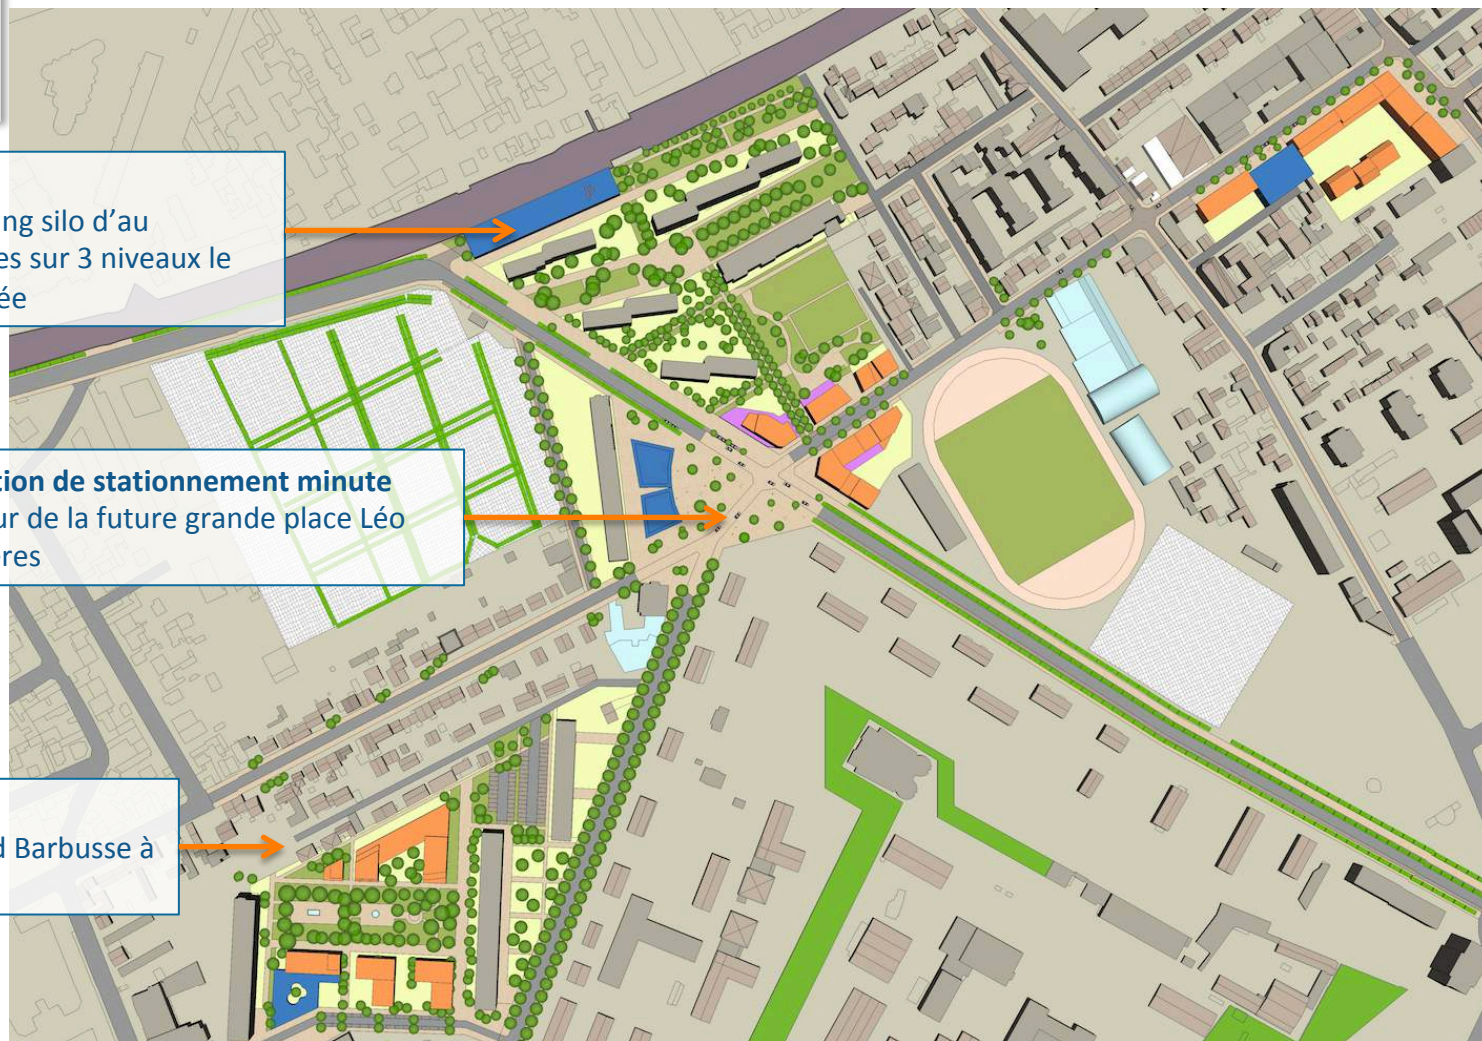 ng silo d'au
es sur 3 niveaux le
ée
tion de stationnement minute
ur de la future grande place Léo
res
d Barbusse à